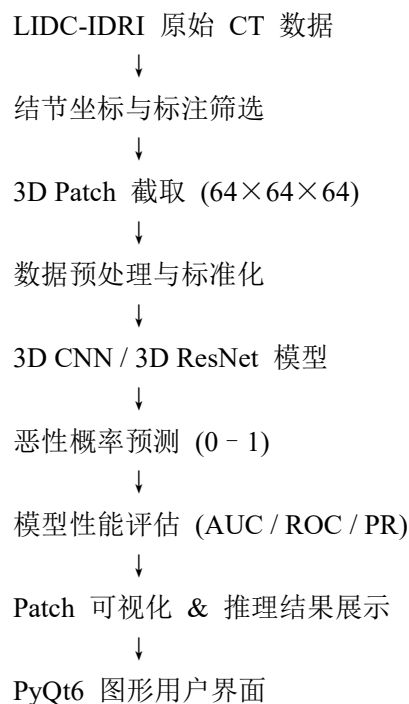 LIDC-IDRI 原始 CT 数据
↓
结节坐标与标注筛选
↓
3D Patch 截取 (64×64×64)
↓
数据预处理与标准化
↓
3D CNN / 3D ResNet 模型
↓
恶性概率预测 (0–1)
↓
模型性能评估 (AUC / ROC / PR)
↓
Patch 可视化 & 推理结果展示
↓
PyQt6 图形用户界面